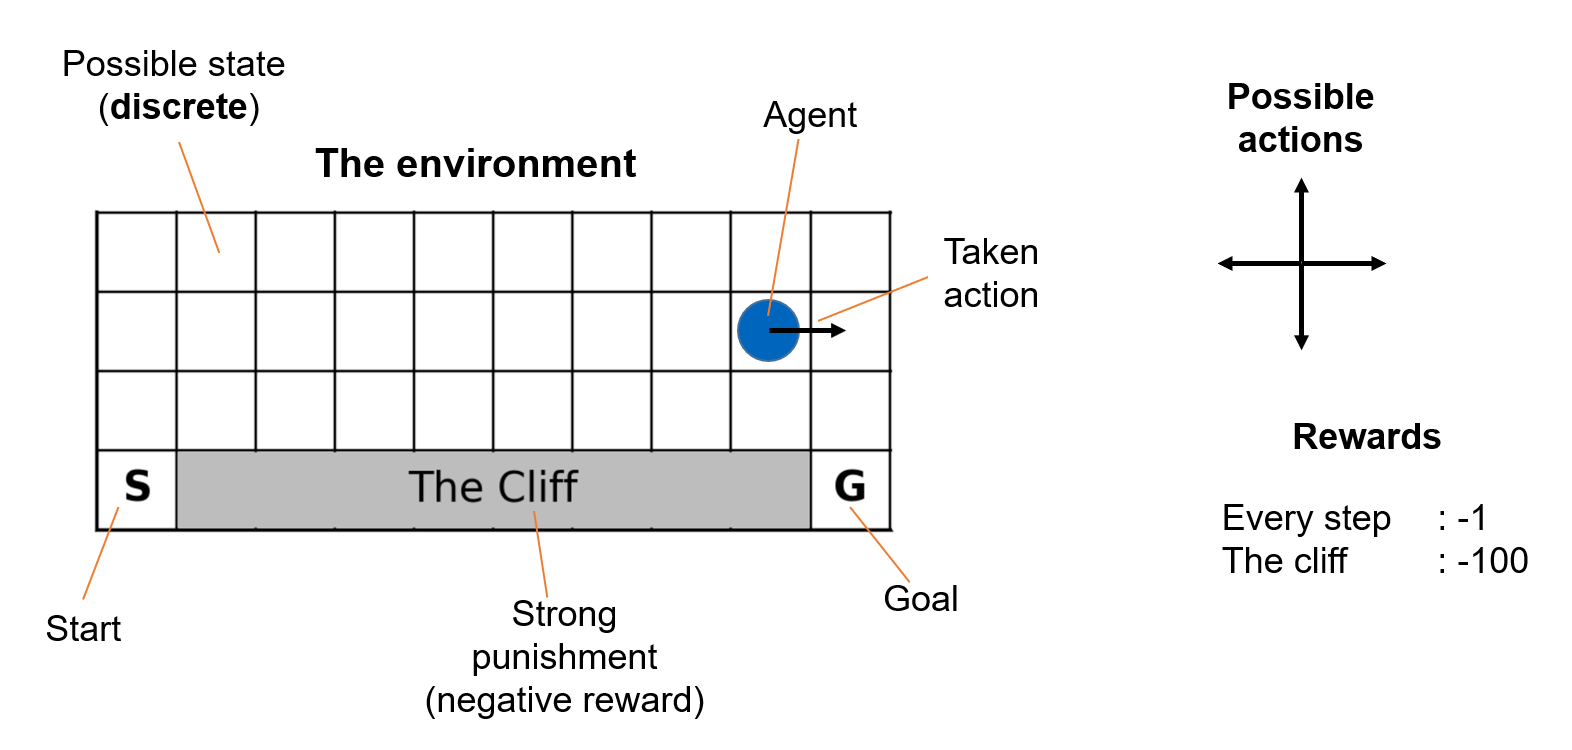 Possible state
(discrete)
The environment
Agent
Taken
action
S
The Cliff
G
Start
Strong
punishment
(negative reward)
Goal
Possible
actions
Rewards
Every step : -1
The cliff : -100